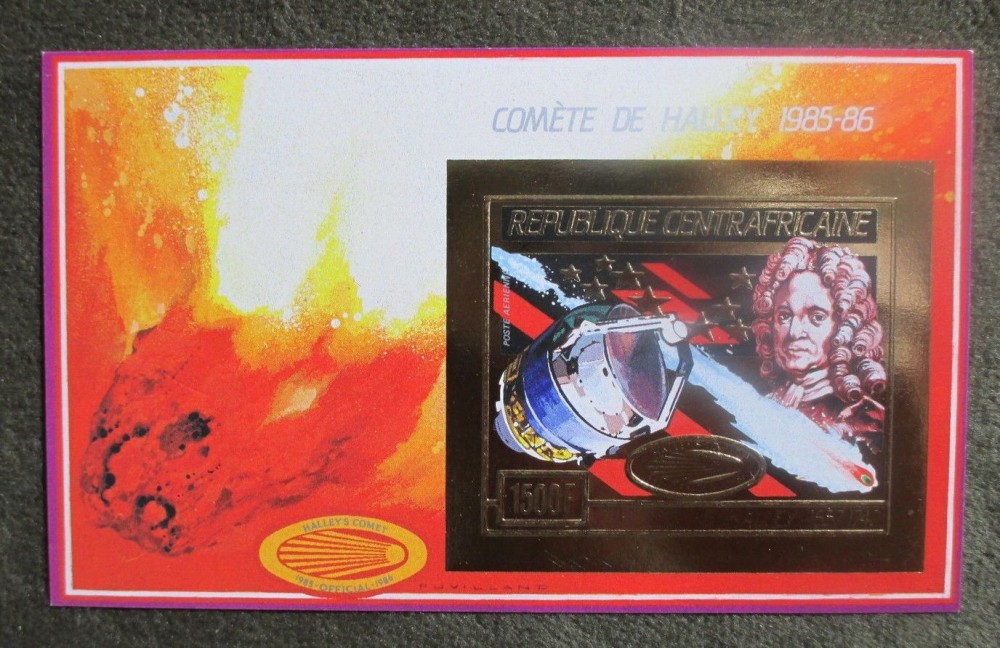 COMÈTE DE HALLEY 1985-86
REPUBLIQUE CENTRAFRICAINE
POSTE AERIENNE
1500F
HALLEY'S COMET
1985-OFFICIAL-1986